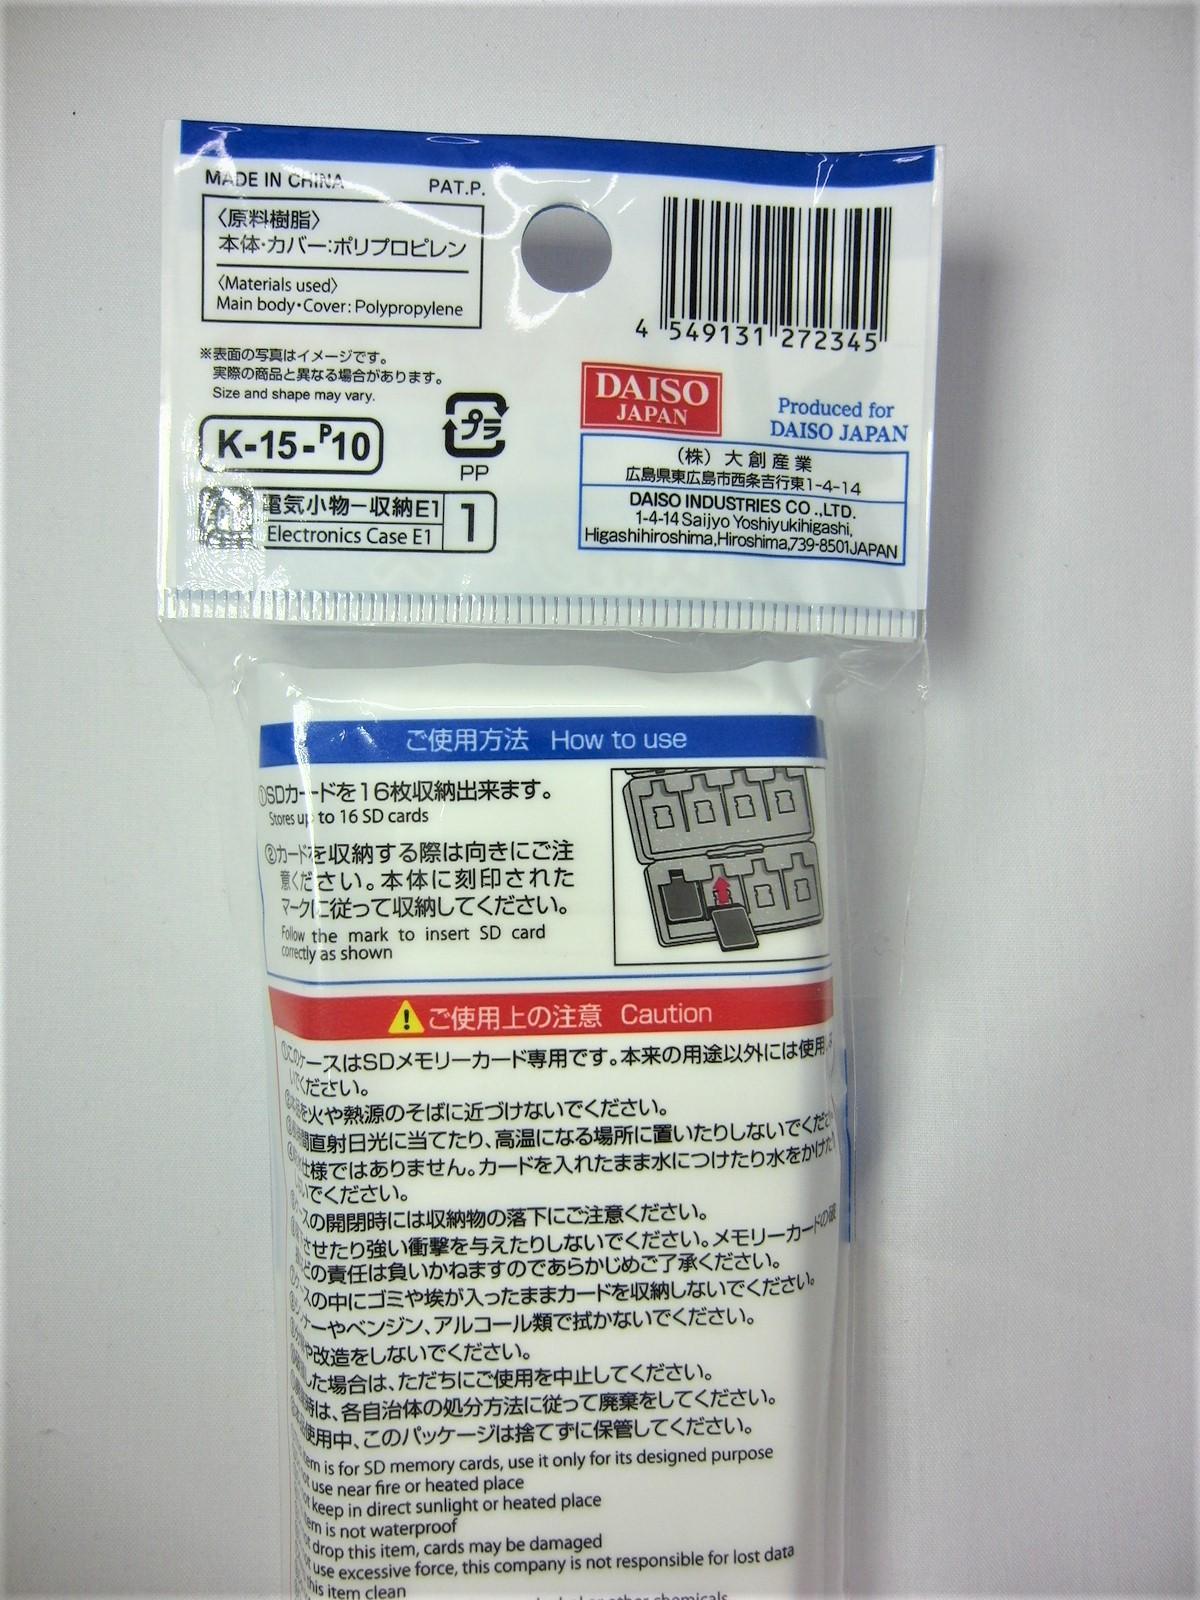 MADE IN CHINA
PAT.P.
〈原料樹脂〉
本体・カバー:ポリプロピレン
〈Materials used〉
Main body・Cover: Polypropylene
※表面の写真はイメージです。
実際の商品と異なる場合があります。
Size and shape may vary.
K-15-P10
プラ
PP
電気小物ー収納E1
Electronics Case E1
1
4 549131 272345
DAISO
JAPAN
Produced for
DAISO JAPAN
(株)大創産業
広島県東広島市西条吉行東1-4-14
DAISO INDUSTRIES CO.,LTD.
1-4-14 Saijyo Yoshiyukihigashi,
Higashihiroshima,Hiroshima,739-8501JAPAN
ご使用方法 How to use
①SDカードを16枚収納出来ます。
Stores up to 16 SD cards
②カードを収納する際は向きにご注
意ください。本体に刻印された
マークに従って収納してください。
Follow the mark to insert SD card
correctly as shown
ご使用上の注意 Caution
①このケースはSDメモリーカード専用です。本来の用途以外には使用
いでください。
を火や熱源のそばに近づけないでください。
間直射日光に当てたり、高温になる場所に置いたりしないでくださ
仕様ではありません。カードを入れたまま水につけたり水をかけた
いでください。
スの開閉時には収納物の落下にご注意ください。
させたり強い衝撃を与えたりしないでください。メモリーカードの破
どの責任は負いかねますのであらかじめご了承ください。
スの中にゴミや埃が入ったままカードを収納しないでください。
ナーやベンジン、アルコール類で拭かないでください。
や改造をしないでください。
した場合は、ただちにご使用を中止してください。
時は、各自治体の処分方法に従って廃棄をしてください。
使用中、このパッケージは捨てずに保管してください。
item is for SD memory cards, use it only for its designed purpose
use near fire or heated place
keep in direct sunlight or heated place
item is not waterproof
drop this item, cards may be damaged
use excessive force, this company is not responsible for lost data
this item clean
or other chemicals